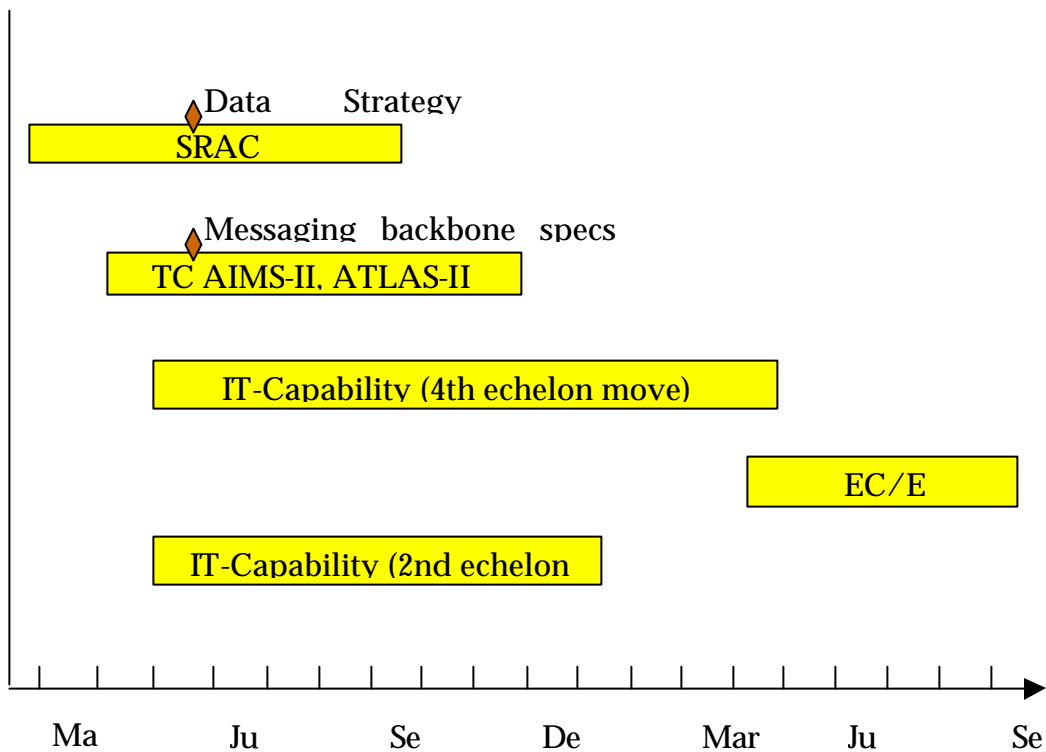 Data Strategy
SRAC
Messaging backbone specs
TC AIMS-II, ATLAS-II
IT-Capability (4th echelon move)
EC/E
IT-Capability (2nd echelon
Ma Ju Se De Mar Ju Se